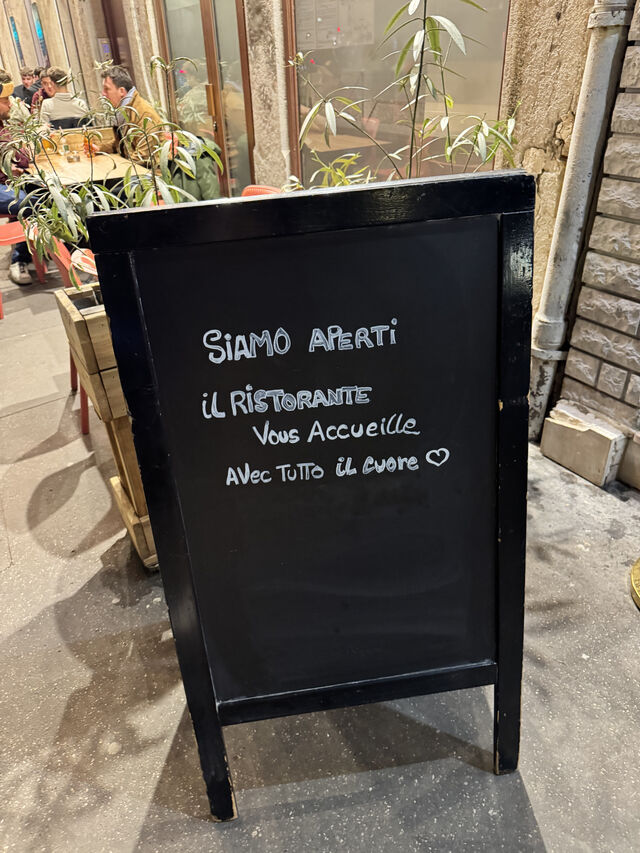 SiAMO APERTi
iL RiSTORANTE
Vous Accueille
Avec TuTTo iL cuore ♡